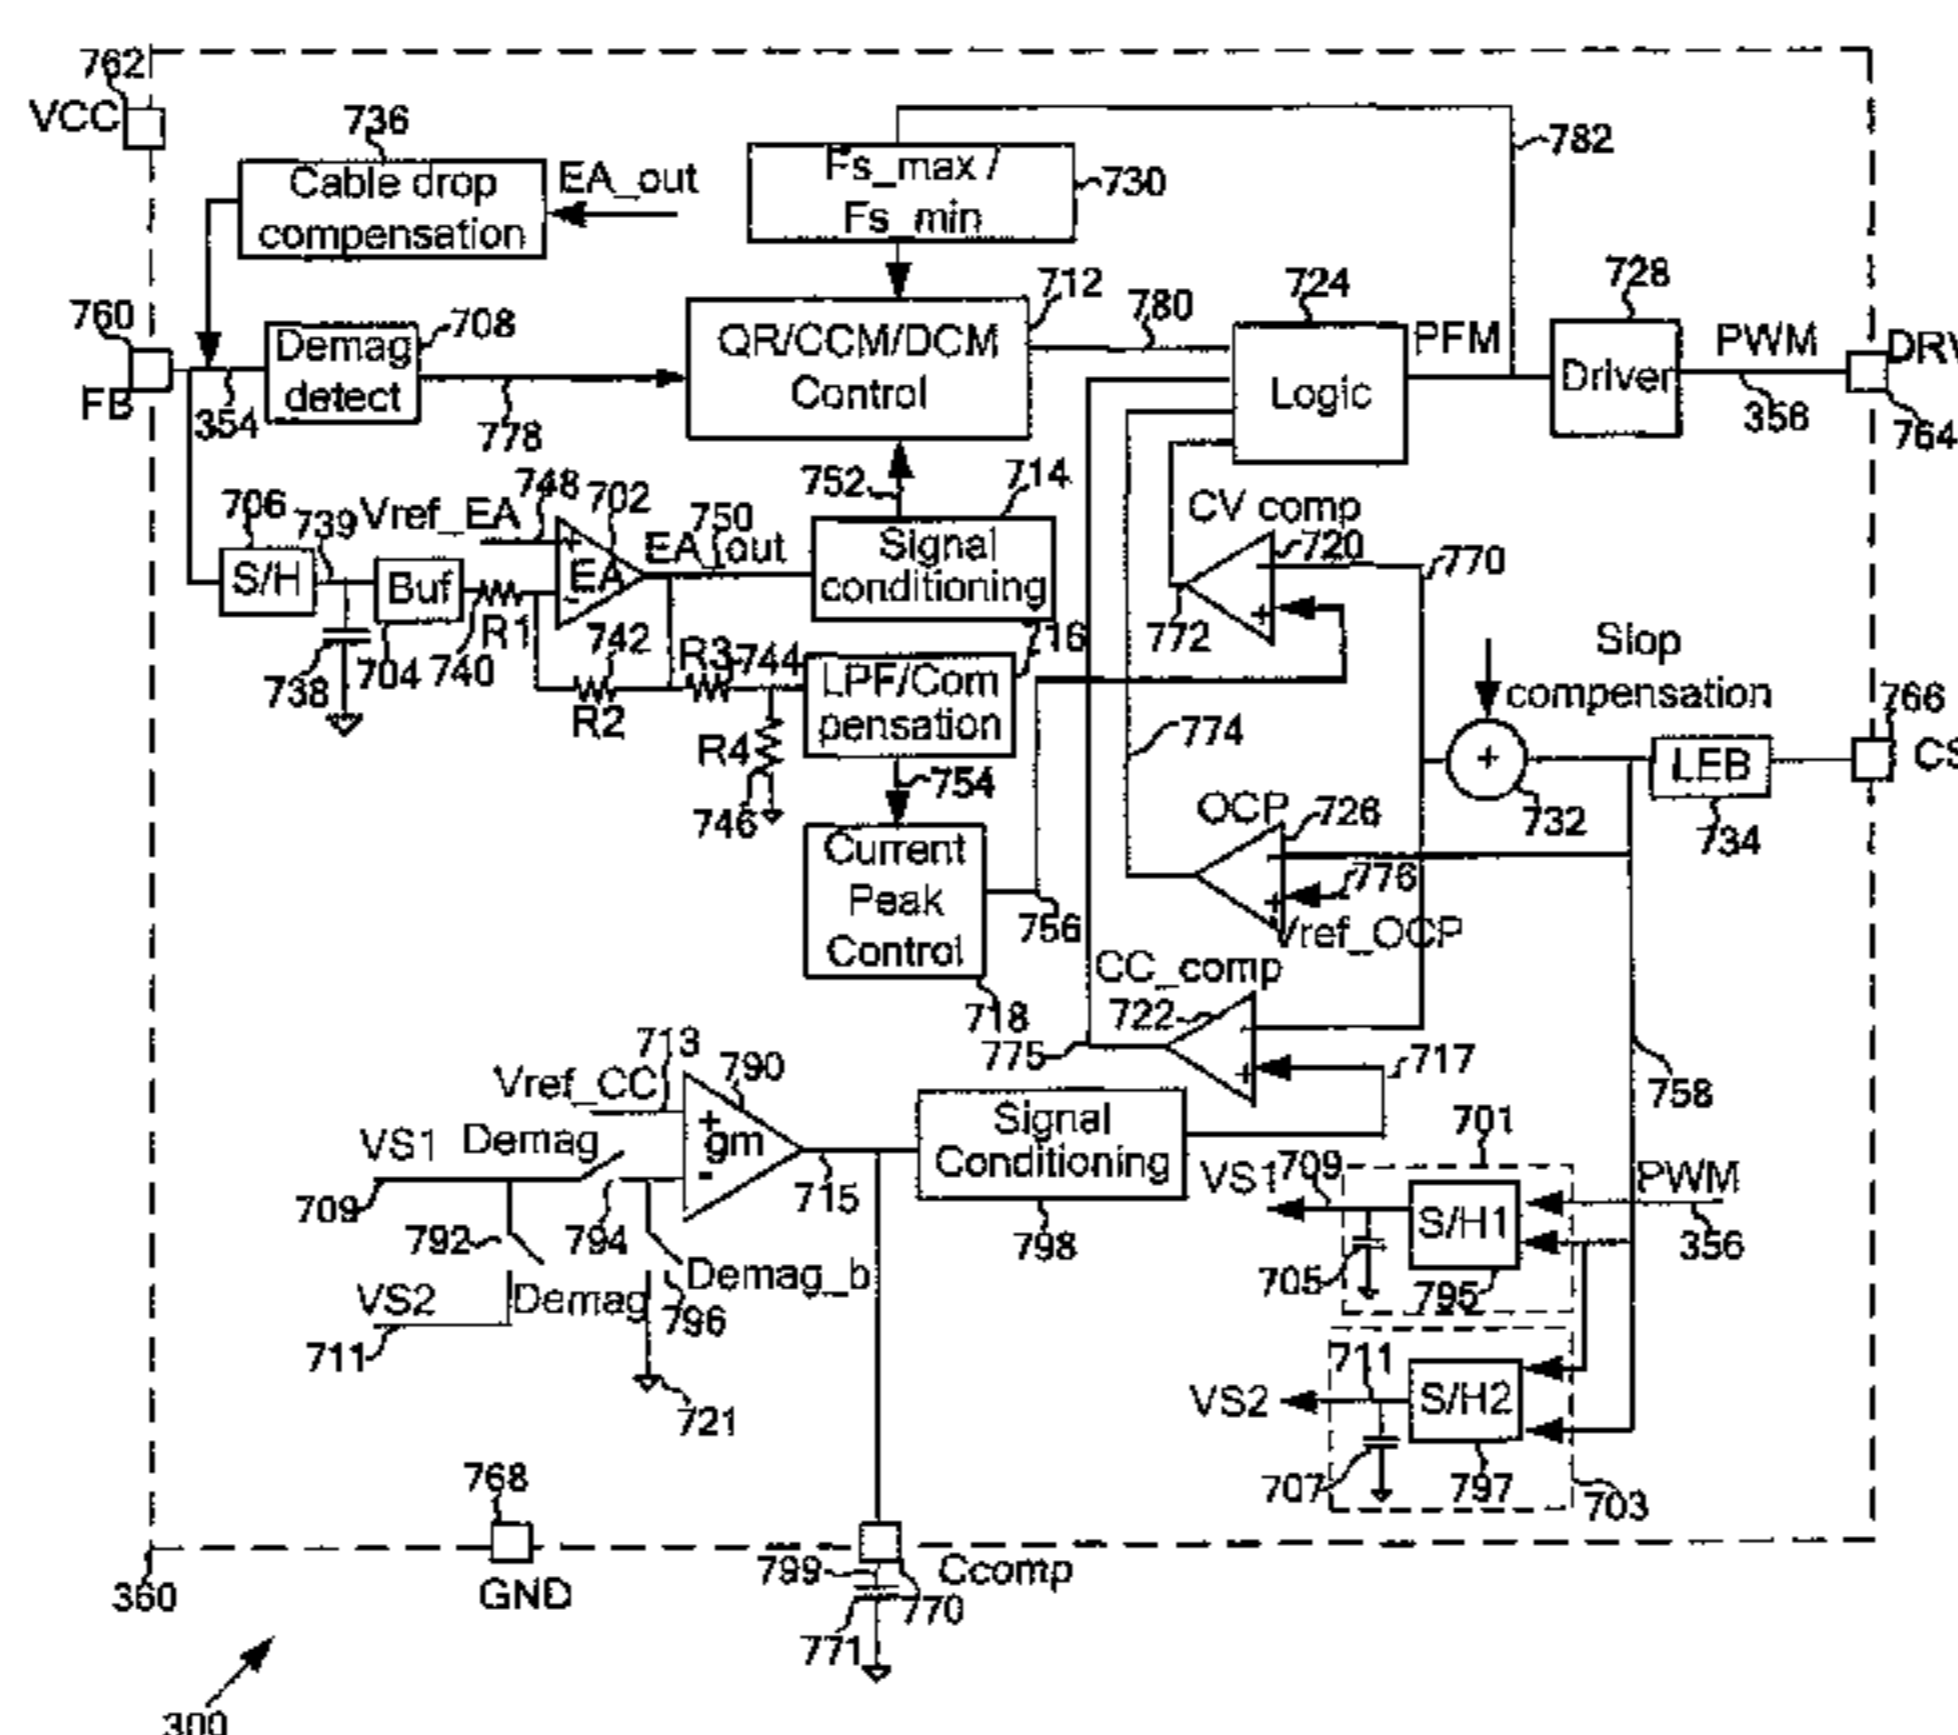 762
VCC
736
Cable drop
compensation
EA_out
Fs_max /
Fs_min
730
782
760
FB
354
Demag
detect
708
778
QR/CCM/DCM
Control
712
780
724
Logic
PFM
728
Driver
PWM
356
DRV
764
706
S/H
739
738
Buf
704
740
R1
Vref_EA
748
702
+
EA
-
750
EA_out
752
714
Signal
conditioning
742
R2
R3
744
R4
746
716
LPF/Com
pensation
754
Current
Peak
Control
718
756
CV comp
720
-
+
772
770
774
Slop
compensation
+
732
LEB
734
766
CS
OCP
726
-
+
776
Vref_OCP
CC_comp
722
-
+
775
717
758
713
Vref_CC
790
+
gm
-
715
VS1
709
Demag
792
794
VS2
711
Demag
Demag_b
796
721
Signal
Conditioning
798
701
VS1
709
S/H1
705
795
PWM
356
VS2
711
S/H2
707
797
703
768
GND
799
Ccomp
770
771
360
300